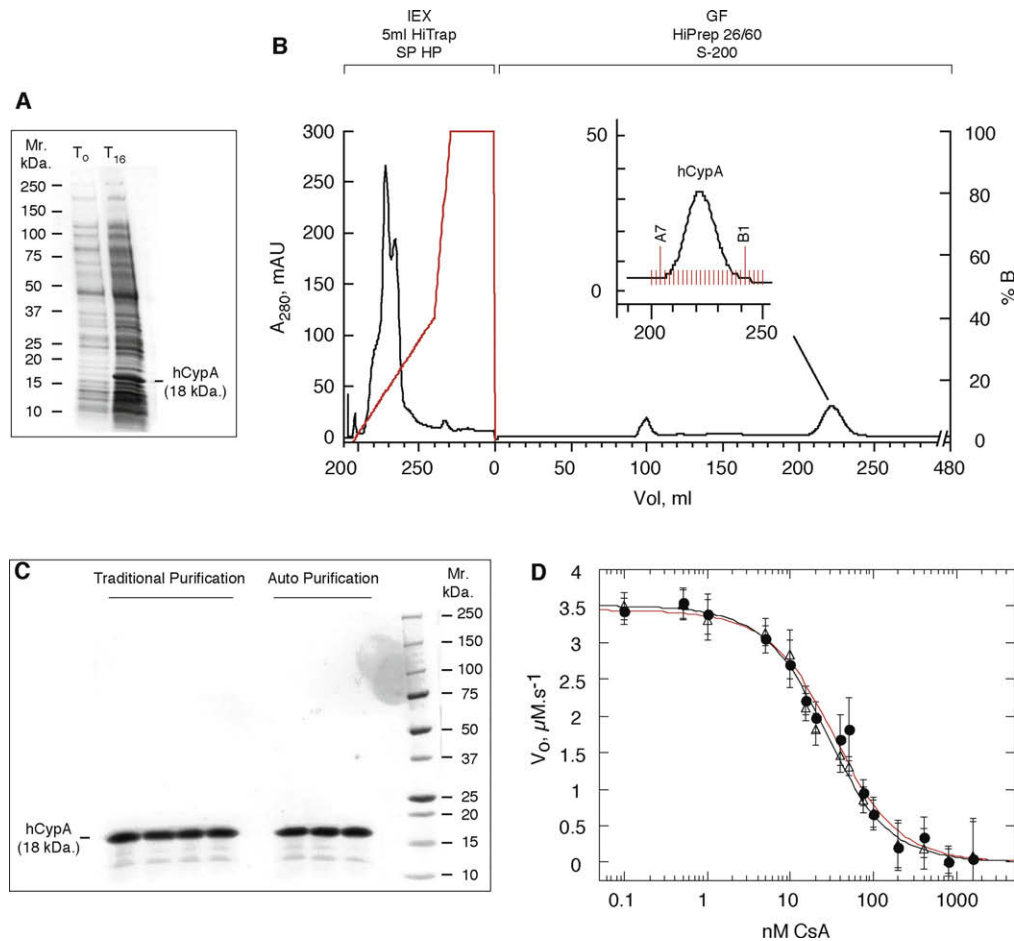 A
Mr.
kDa.
T0
T16
250
150
100
75
50
37
25
20
15
10
hCypA
(18 kDa.)
B
IEX
5ml HiTrap
SP HP
GF
HiPrep 26/60
S-200
A280, mAU
300
250
200
150
100
50
0
200 100 0 50 100 150 200 250 480
Vol, ml
100
80
60
40
20
0
% B
50
0
hCypA
A7
B1
200 250
C
Traditional Purification
Auto Purification
Mr.
kDa.
250
150
100
75
50
37
25
20
15
10
hCypA
(18 kDa.)
D
V0, µM.s-1
4
3.5
3
2.5
2
1.5
1
0.5
0
0.1 1 10 100 1000
nM CsA